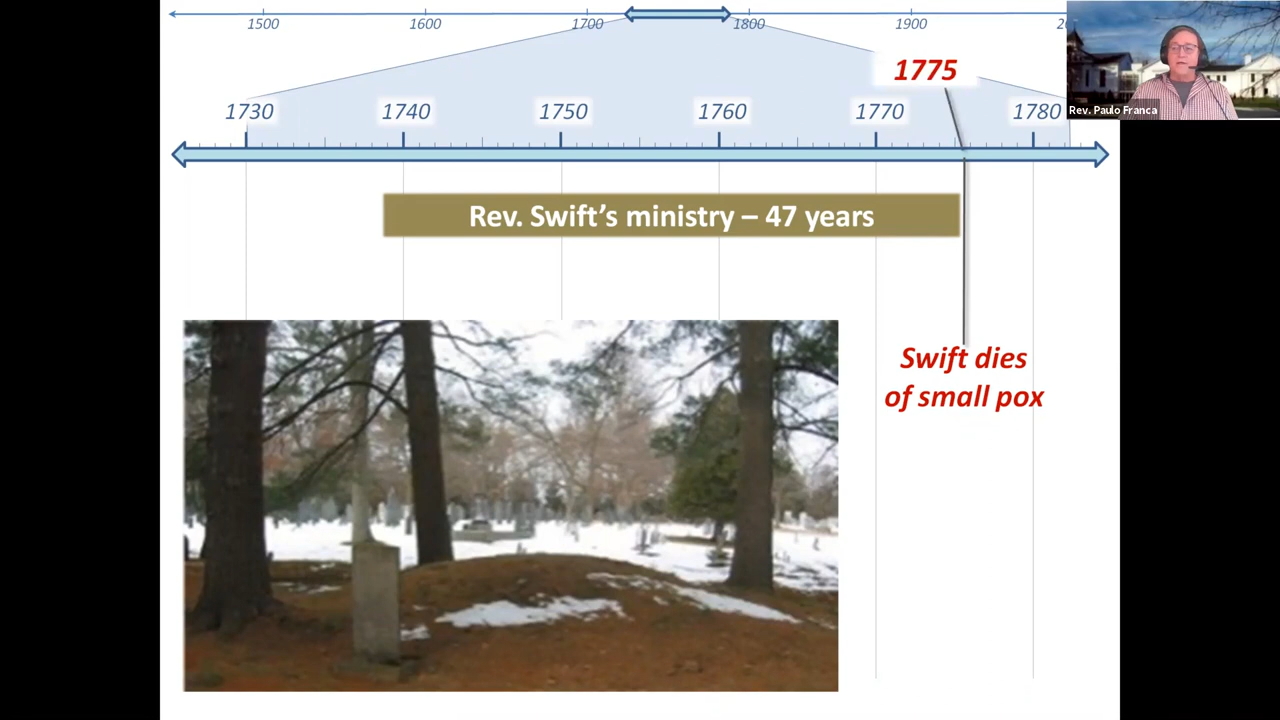 1500 1600 1700 1800 1900
1775
1730 1740 1750 1760 1770 1780
Rev. Paulo Franca
Rev. Swift’s ministry – 47 years
Swift dies
of small pox